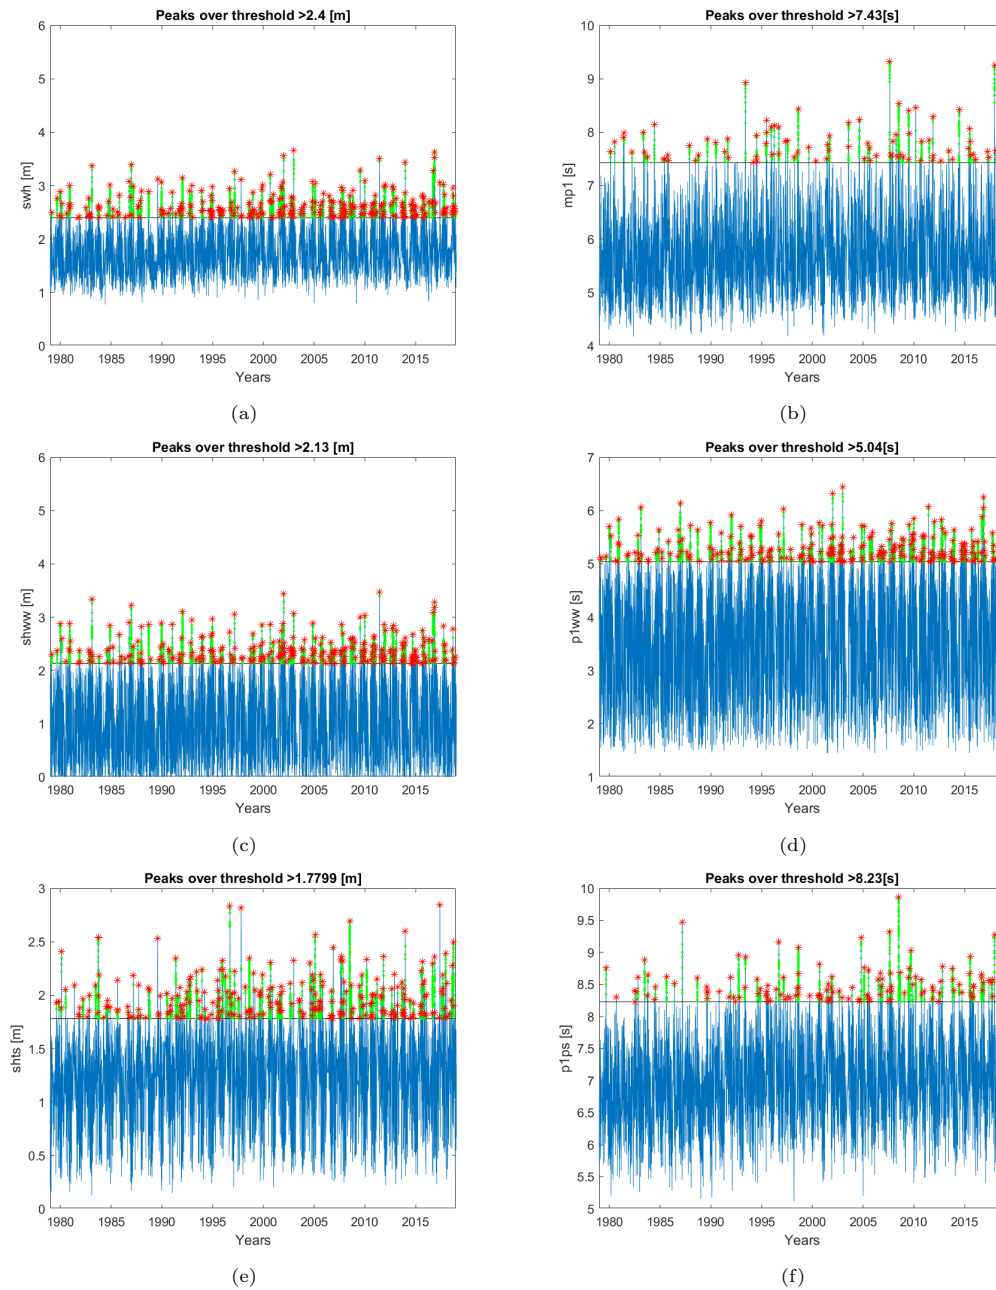 Peaks over threshold >2.4 [m]
6
5
4
3
2
1
0
swh [m]
1980 1985 1990 1995 2000 2005 2010 2015
Years
(a)
Peaks over threshold >7.43[s]
10
9
8
7
6
5
4
mp1 [s]
1980 1985 1990 1995 2000 2005 2010 2015
Years
(b)
Peaks over threshold >2.13 [m]
6
5
4
3
2
1
0
shww [m]
1980 1985 1990 1995 2000 2005 2010 2015
Years
(c)
Peaks over threshold >5.04[s]
7
6
5
4
3
2
1
p1ww [s]
1980 1985 1990 1995 2000 2005 2010 2015
Years
(d)
Peaks over threshold >1.7799 [m]
3
2.5
2
1.5
1
0.5
0
shts [m]
1980 1985 1990 1995 2000 2005 2010 2015
Years
(e)
Peaks over threshold >8.23[s]
10
9.5
9
8.5
8
7.5
7
6.5
6
5.5
5
p1ps [s]
1980 1985 1990 1995 2000 2005 2010 2015
Years
(f)